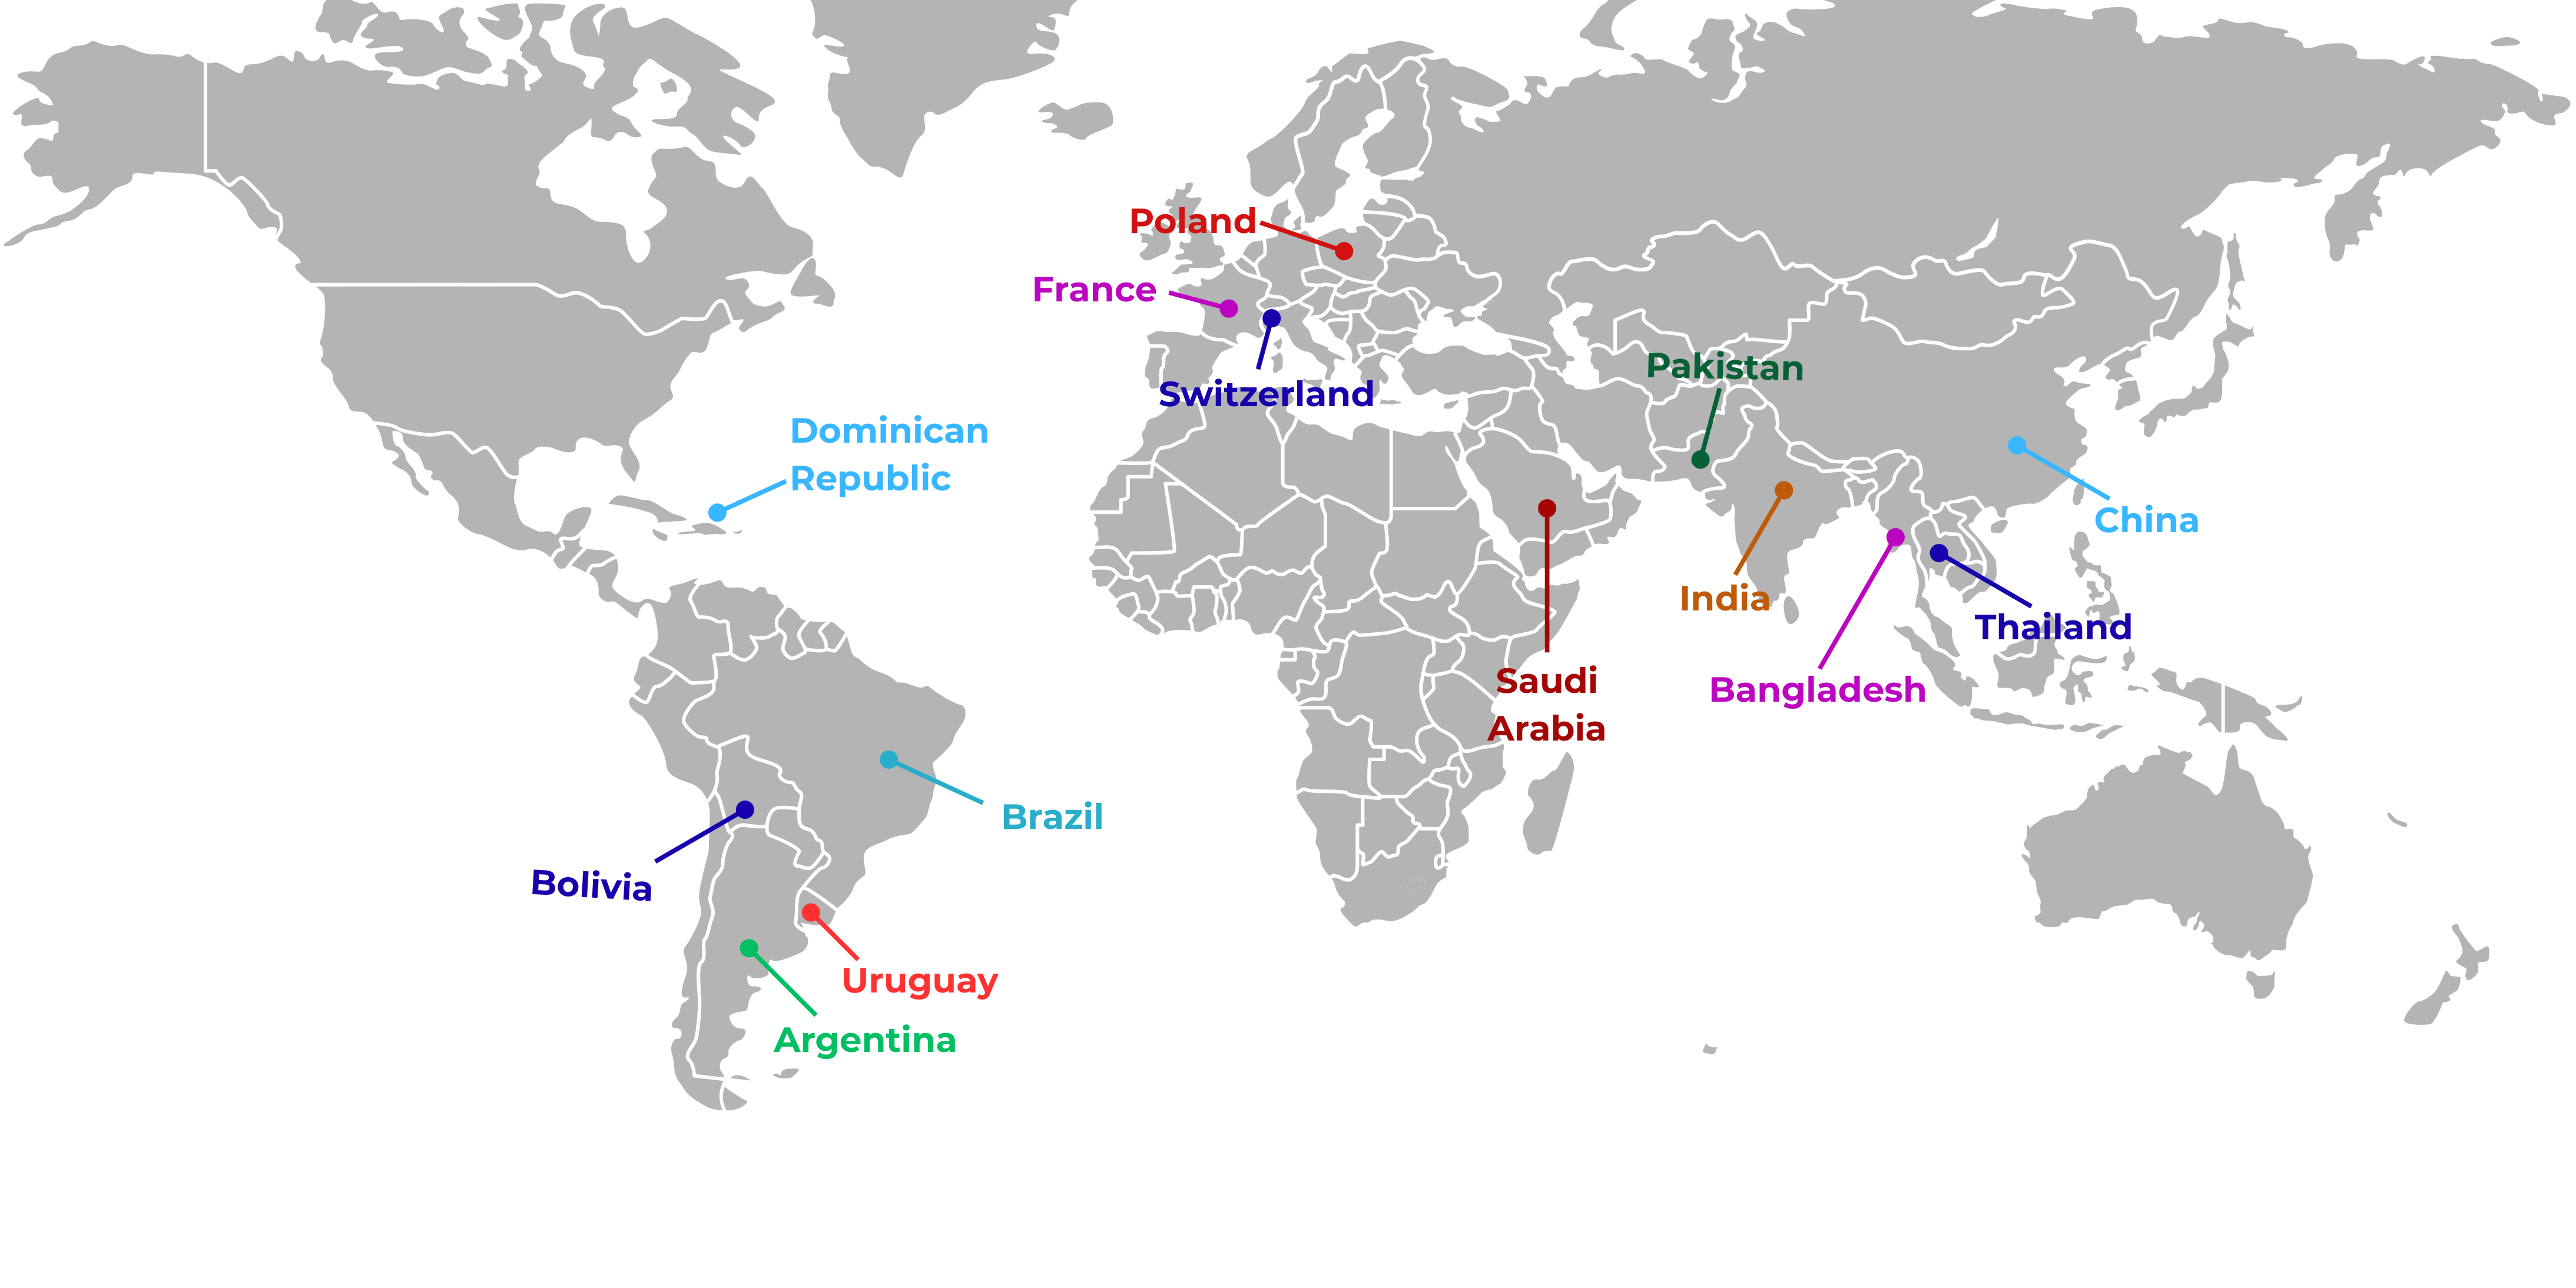 Poland
France
Pakistan
Switzerland
Dominican
Republic
China
India
Thailand
Saudi
Arabia
Bangladesh
Brazil
Bolivia
Uruguay
Argentina